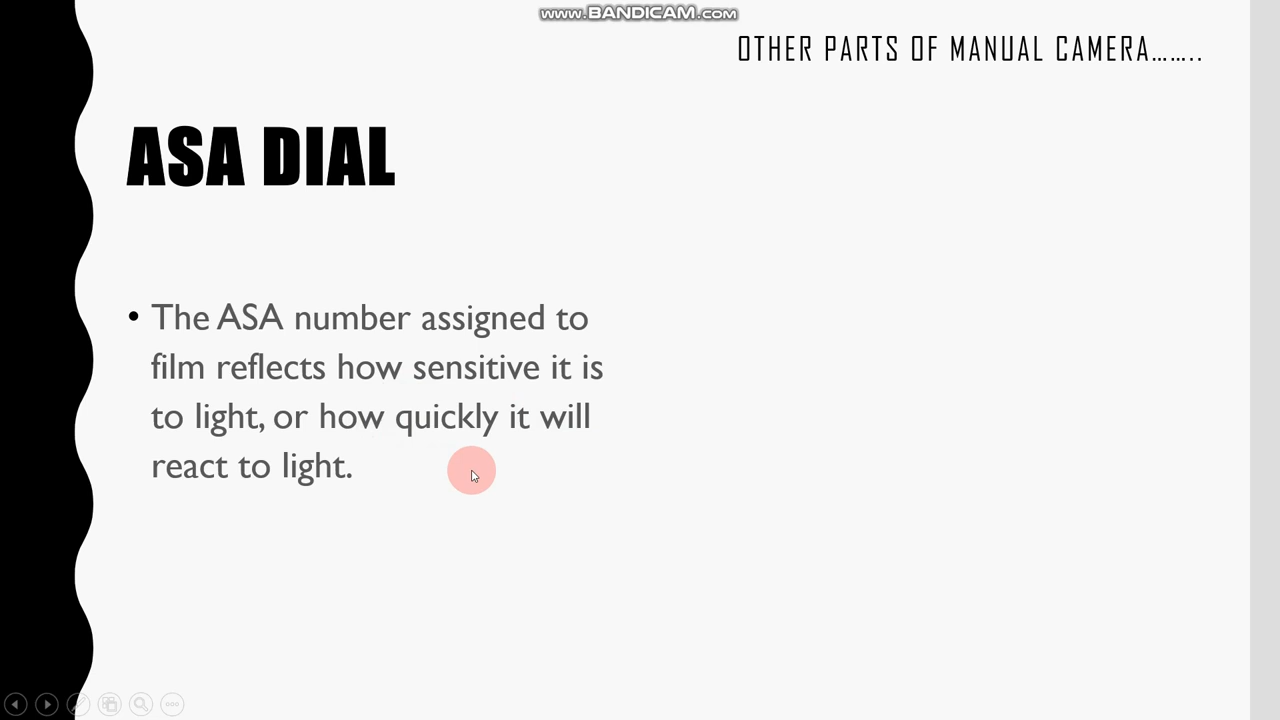 www.BANDICAM.com
OTHER PARTS OF MANUAL CAMERA……..
ASA DIAL
• The ASA number assigned to
film reflects how sensitive it is
to light, or how quickly it will
react to light.